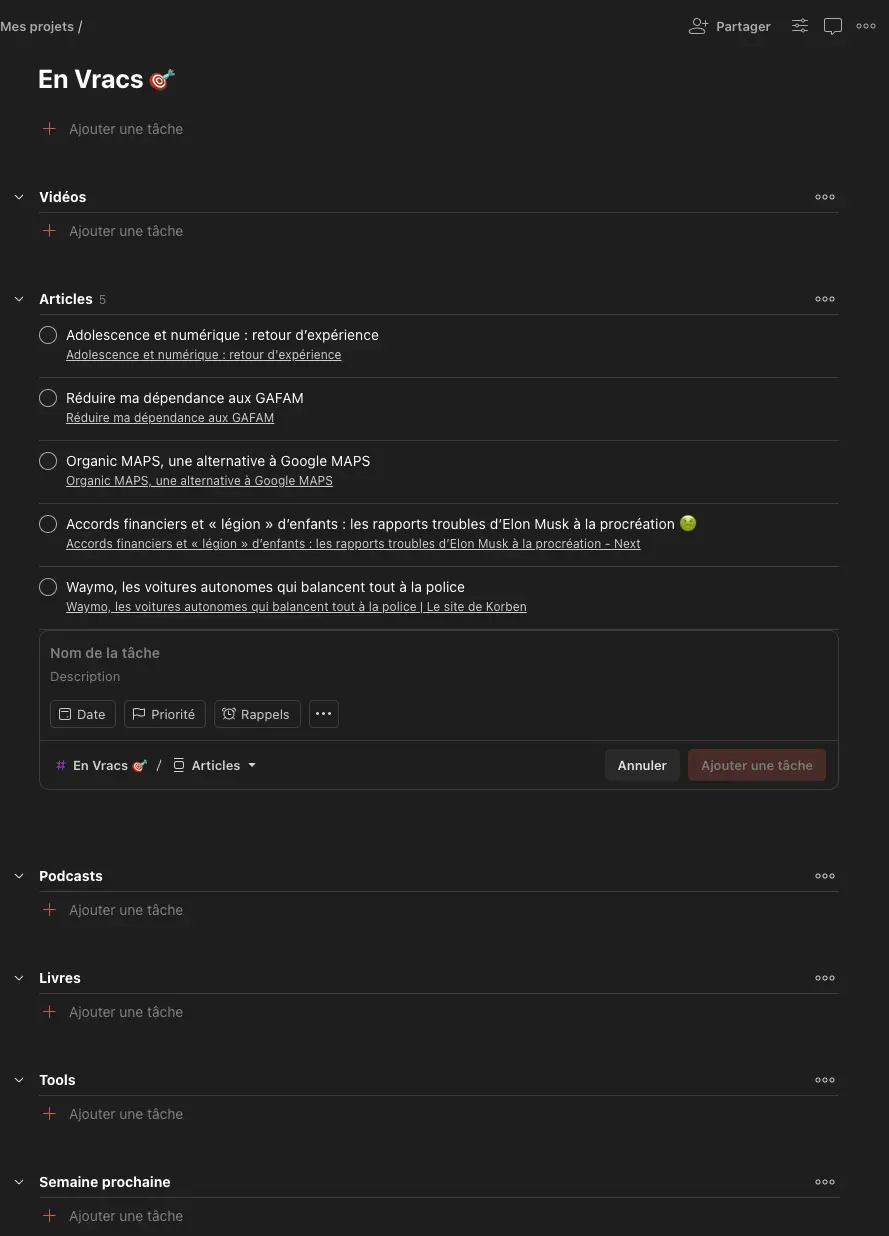 Mes projets /
Partager
En Vracs 🎯
Ajouter une tâche
Vidéos
Ajouter une tâche
Articles 5
Adolescence et numérique : retour d’expérience
Adolescence et numérique : retour d’expérience
Réduire ma dépendance aux GAFAM
Réduire ma dépendance aux GAFAM
Organic MAPS, une alternative à Google MAPS
Organic MAPS, une alternative à Google MAPS
Accords financiers et « légion » d’enfants : les rapports troubles d’Elon Musk à la procréation 🤢
Accords financiers et « légion » d’enfants : les rapports troubles d’Elon Musk à la procréation - Next
Waymo, les voitures autonomes qui balancent tout à la police
Waymo, les voitures autonomes qui balancent tout à la police | Le site de Korben
Nom de la tâche
Description
Date Priorité Rappels
# En Vracs 🎯 / Articles
Annuler Ajouter une tâche
Podcasts
Ajouter une tâche
Livres
Ajouter une tâche
Tools
Ajouter une tâche
Semaine prochaine
Ajouter une tâche